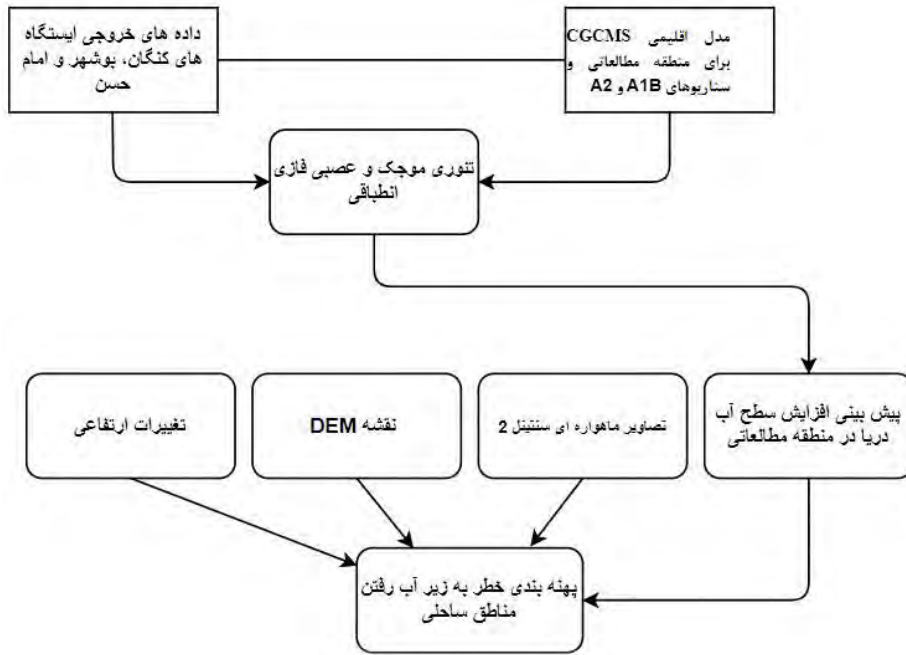 مدل اقلیمی CGCMS
برای منطقه مطالعاتی و
سناریوهای A1B و A2
داده های خروجی ایستگاه
های کنگان، بوشهر و امام
حسن
تئوری موجک و عصبی فازی
انطباقی
پیش بینی افزایش سطح آب
دریا در منطقه مطالعاتی
تصاویر ماهواره ای سنتینل 2
نقشه DEM
تغییرات ارتفاعی
پهنه بندی خطر به زیر آب رفتن
مناطق ساحلی